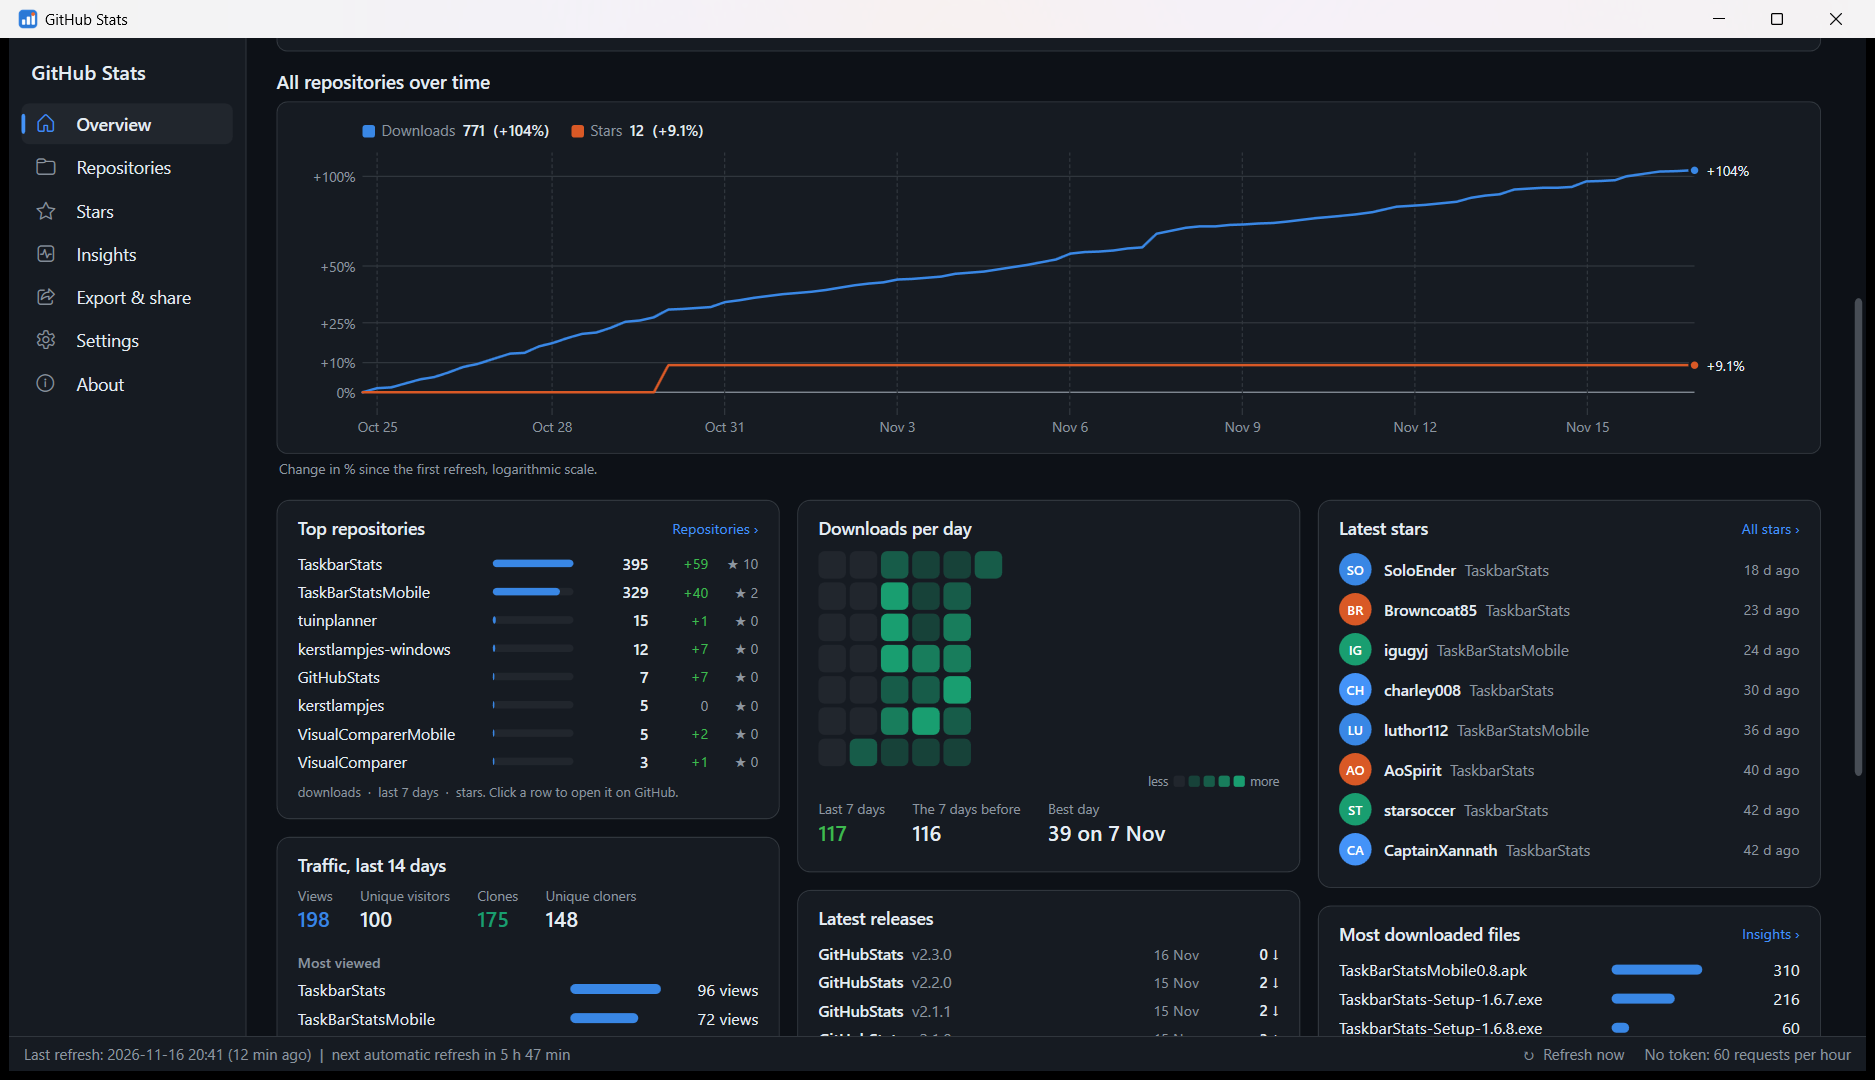 GitHub Stats
GitHub Stats
Overview
Repositories
Stars
Insights
Export & share
Settings
About
All repositories over time
Downloads 771 (+104%) Stars 12 (+9.1%)
+100%
+50%
+25%
+10%
0%
+104%
+9.1%
Oct 25 Oct 28 Oct 31 Nov 3 Nov 6 Nov 9 Nov 12 Nov 15
Change in % since the first refresh, logarithmic scale.
Top repositories Repositories ›
TaskbarStats 395 +59 ★ 10
TaskBarStatsMobile 329 +40 ★ 2
tuinplanner 15 +1 ★ 0
kerstlampjes-windows 12 +7 ★ 0
GitHubStats 7 +7 ★ 0
kerstlampjes 5 0 ★ 0
VisualComparerMobile 5 +2 ★ 0
VisualComparer 3 +1 ★ 0
downloads · last 7 days · stars. Click a row to open it on GitHub.
Traffic, last 14 days
Views Unique visitors Clones Unique cloners
198 100 175 148
Most viewed
TaskbarStats 96 views
TaskBarStatsMobile 72 views
Downloads per day
less more
Last 7 days The 7 days before Best day
117 116 39 on 7 Nov
Latest releases
GitHubStats v2.3.0 16 Nov 0 ↓
GitHubStats v2.2.0 15 Nov 2 ↓
GitHubStats v2.1.1 15 Nov 2 ↓
Latest stars All stars ›
SO SoloEnder TaskbarStats 18 d ago
BR Browncoat85 TaskbarStats 23 d ago
IG igugyj TaskBarStatsMobile 24 d ago
CH charley008 TaskbarStats 30 d ago
LU luthor112 TaskBarStatsMobile 36 d ago
AO AoSpirit TaskbarStats 40 d ago
ST starsoccer TaskbarStats 42 d ago
CA CaptainXannath TaskbarStats 42 d ago
Most downloaded files Insights ›
TaskBarStatsMobile0.8.apk 310
TaskbarStats-Setup-1.6.7.exe 216
TaskbarStats-Setup-1.6.8.exe 60
Last refresh: 2026-11-16 20:41 (12 min ago) | next automatic refresh in 5 h 47 min
↻ Refresh now No token: 60 requests per hour